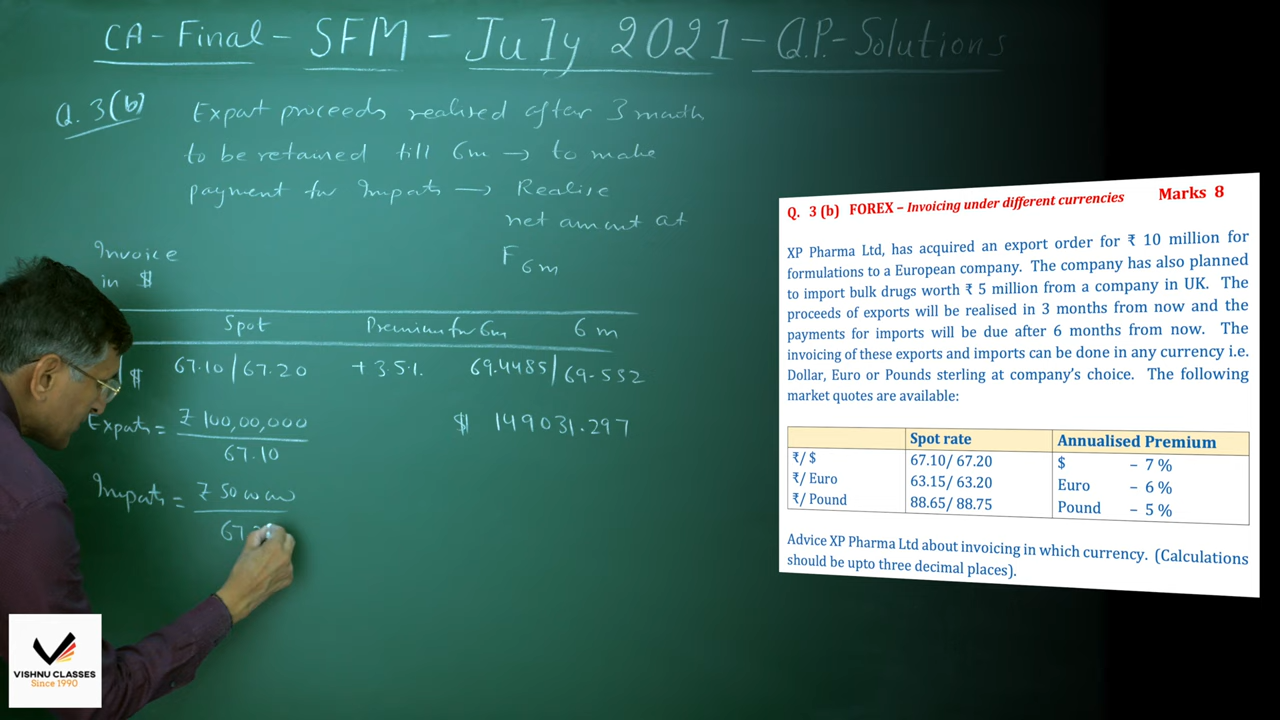 CA-Final-SFM-July 2021-Q.P.-Solutions
Q. 3(b) Export proceeds realised after 3 month
to be retained till 6m → to make
payment for Imports → Realise
net amount at
F6m
Invoice
in $
Spot Premium for 6m 6m
$ 67.10/67.20 +3.5%. 69.4485/69.552
Exports = ₹ 100,00,000
67.10
$ 149031.297
Imports = ₹ 50
67.
Q. 3 (b) FOREX – Invoicing under different currencies Marks 8
XP Pharma Ltd, has acquired an export order for ₹ 10 million for
formulations to a European company. The company has also planned
to import bulk drugs worth ₹ 5 million from a company in UK. The
proceeds of exports will be realised in 3 months from now and the
payments for imports will be due after 6 months from now. The
invoicing of these exports and imports can be done in any currency i.e.
Dollar, Euro or Pounds sterling at company's choice. The following
market quotes are available:
Spot rate Annualised Premium
₹/ $ 67.10/ 67.20 $ – 7 %
₹/ Euro 63.15/ 63.20 Euro – 6 %
₹/ Pound 88.65/ 88.75 Pound – 5 %
Advice XP Pharma Ltd about invoicing in which currency. (Calculations
should be upto three decimal places).
VISHNU CLASSES
Since 1990